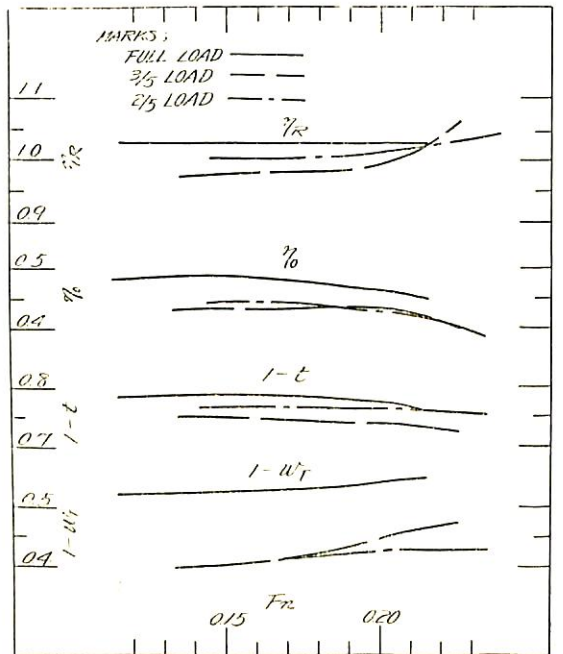 MARKS;
FULL LOAD
3/5 LOAD
2/5 LOAD
1.1
ηR
1.0
ηR
0.9
0.5
η0
η0
0.4
0.8
1-t
1-t
0.7
1-WT
0.5
1-WT
0.4
Fn
0.15
0.20